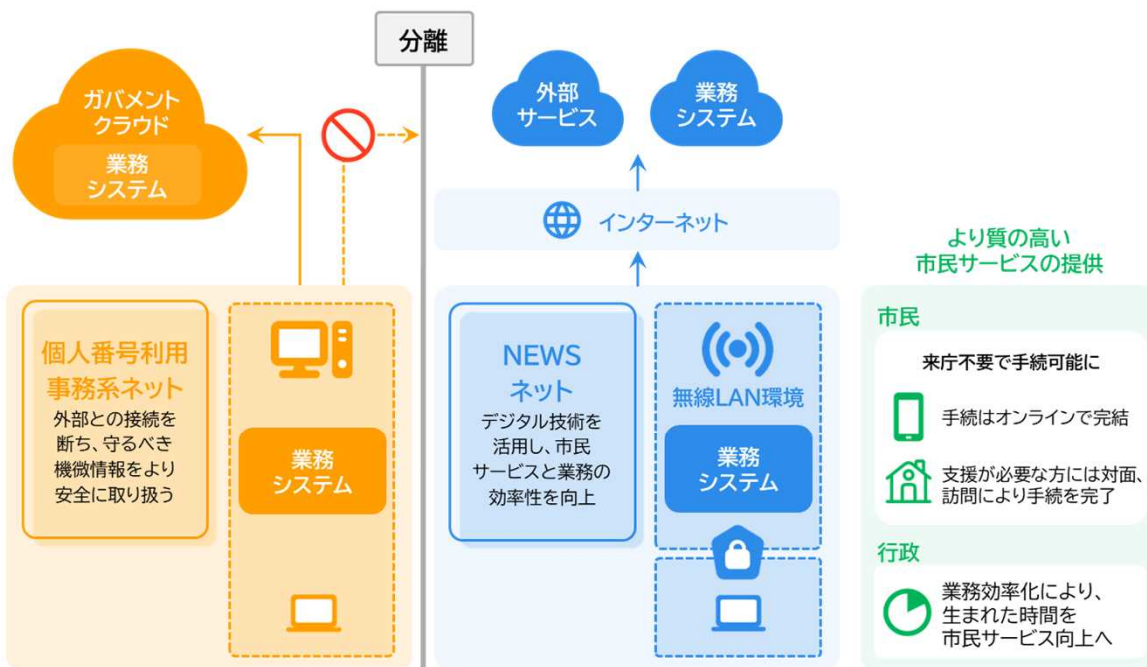 分離
ガバメント
クラウド
業務
システム
外部
サービス
業務
システム
インターネット
個人番号利用
事務系ネット
外部との接続を
断ち、守るべき
機微情報をより
安全に取り扱う
業務
システム
NEWS
ネット
デジタル技術を
活用し、市民
サービスと業務の
効率性を向上
無線LAN環境
業務
システム
より質の高い
市民サービスの提供
市民
来庁不要で手続可能に
手続はオンラインで完結
支援が必要な方には対面、
訪問により手続を完了
行政
業務効率化により、
生まれた時間を
市民サービス向上へ